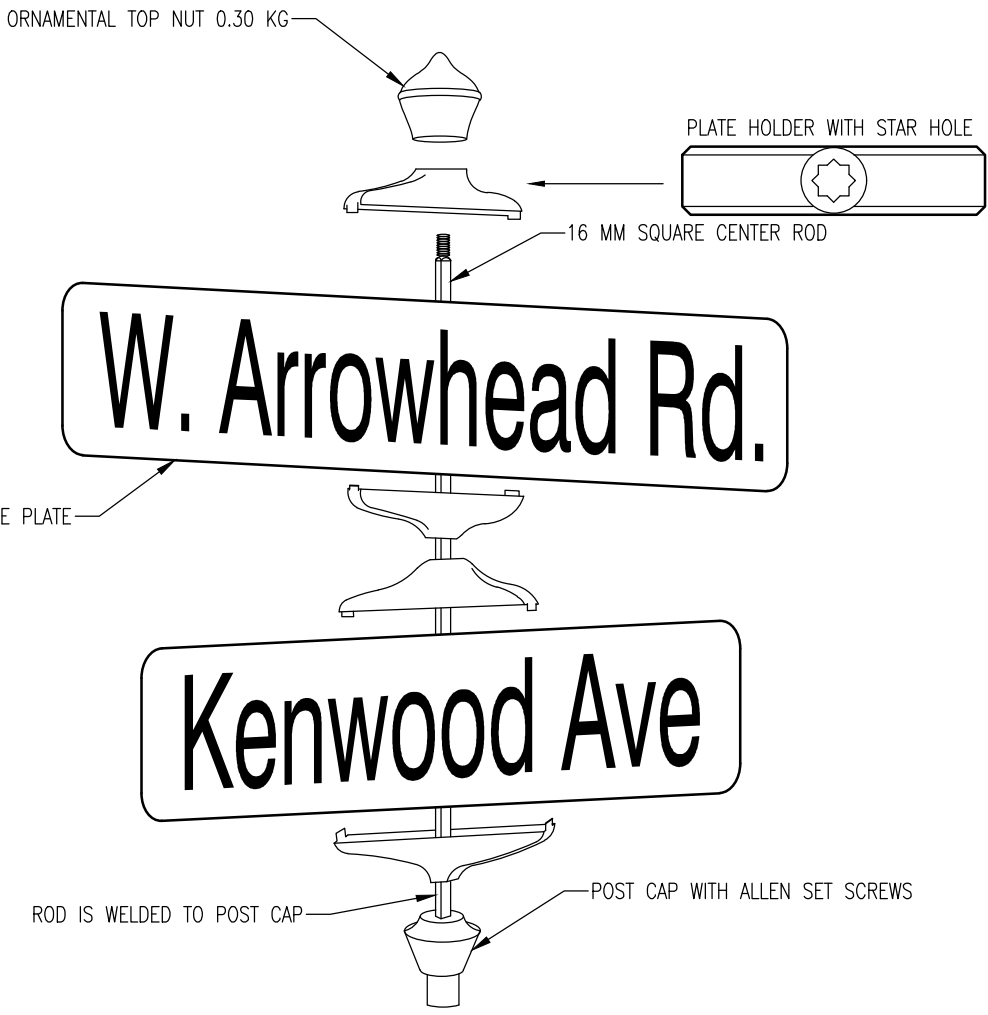 ORNAMENTAL TOP NUT 0.30 KG
PLATE HOLDER WITH STAR HOLE
16 MM SQUARE CENTER ROD
W. Arrowhead Rd.
E PLATE
Kenwood Ave
POST CAP WITH ALLEN SET SCREWS
ROD IS WELDED TO POST CAP